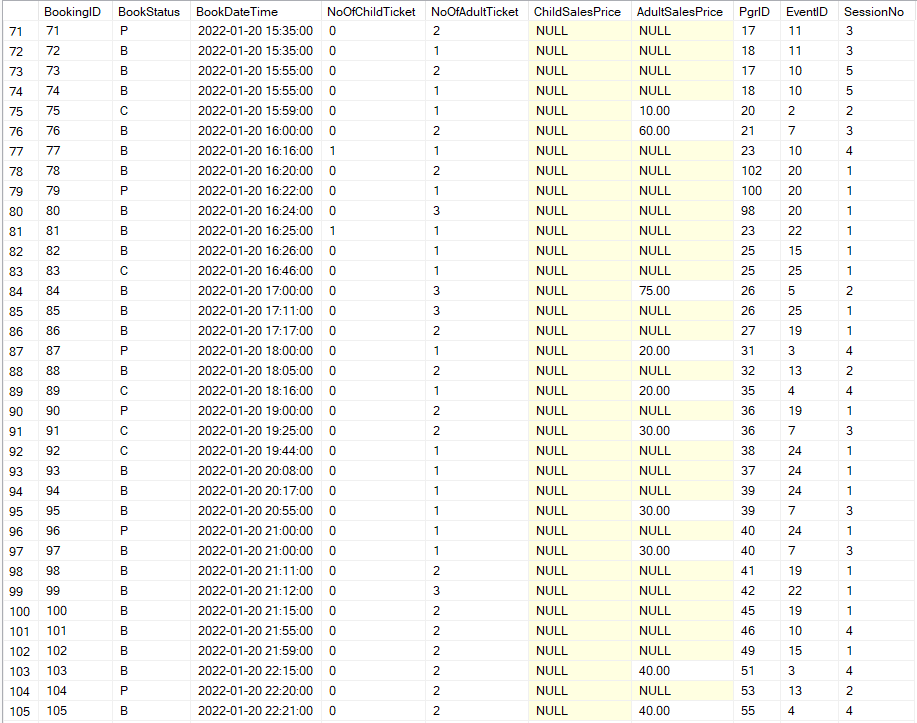 BookingID BookStatus BookDateTime NoOfChildTicket NoOfAdultTicket ChildSalesPrice AdultSalesPrice PgrID EventID SessionNo
71 71 P 2022-01-20 15:35:00 0 2 NULL NULL 17 11 3
72 72 B 2022-01-20 15:35:00 0 1 NULL NULL 18 11 3
73 73 B 2022-01-20 15:55:00 0 2 NULL NULL 17 10 5
74 74 B 2022-01-20 15:55:00 0 1 NULL NULL 18 10 5
75 75 C 2022-01-20 15:59:00 0 1 NULL 10.00 20 2 2
76 76 B 2022-01-20 16:00:00 0 2 NULL 60.00 21 7 3
77 77 B 2022-01-20 16:16:00 1 1 NULL NULL 23 10 4
78 78 B 2022-01-20 16:20:00 0 2 NULL NULL 102 20 1
79 79 P 2022-01-20 16:22:00 0 1 NULL NULL 100 20 1
80 80 B 2022-01-20 16:24:00 0 3 NULL NULL 98 20 1
81 81 B 2022-01-20 16:25:00 1 1 NULL NULL 23 22 1
82 82 B 2022-01-20 16:26:00 0 1 NULL NULL 25 15 1
83 83 C 2022-01-20 16:46:00 0 1 NULL NULL 25 25 1
84 84 B 2022-01-20 17:00:00 0 3 NULL 75.00 26 5 2
85 85 B 2022-01-20 17:11:00 0 3 NULL NULL 26 25 1
86 86 B 2022-01-20 17:17:00 0 2 NULL NULL 27 19 1
87 87 P 2022-01-20 18:00:00 0 1 NULL 20.00 31 3 4
88 88 B 2022-01-20 18:05:00 0 2 NULL NULL 32 13 2
89 89 C 2022-01-20 18:16:00 0 1 NULL 20.00 35 4 4
90 90 P 2022-01-20 19:00:00 0 2 NULL NULL 36 19 1
91 91 C 2022-01-20 19:25:00 0 2 NULL 30.00 36 7 3
92 92 C 2022-01-20 19:44:00 0 1 NULL NULL 38 24 1
93 93 B 2022-01-20 20:08:00 0 1 NULL NULL 37 24 1
94 94 B 2022-01-20 20:17:00 0 1 NULL NULL 39 24 1
95 95 B 2022-01-20 20:55:00 0 1 NULL 30.00 39 7 3
96 96 P 2022-01-20 21:00:00 0 1 NULL NULL 40 24 1
97 97 B 2022-01-20 21:00:00 0 1 NULL 30.00 40 7 3
98 98 B 2022-01-20 21:11:00 0 2 NULL NULL 41 19 1
99 99 B 2022-01-20 21:12:00 0 3 NULL NULL 42 22 1
100 100 B 2022-01-20 21:15:00 0 2 NULL NULL 45 19 1
101 101 B 2022-01-20 21:55:00 0 2 NULL NULL 46 10 4
102 102 B 2022-01-20 21:59:00 0 2 NULL NULL 49 15 1
103 103 B 2022-01-20 22:15:00 0 2 NULL 40.00 51 3 4
104 104 P 2022-01-20 22:20:00 0 2 NULL NULL 53 13 2
105 105 B 2022-01-20 22:21:00 0 2 NULL 40.00 55 4 4